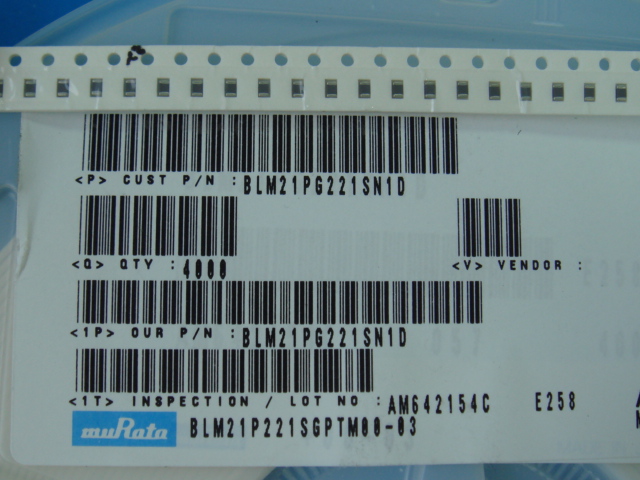 <P> CUST P/N : BLM21PG221SN1D
<Q> QTY : 4000
<V> VENDOR :
<1P> OUR P/N : BLM21PG221SN1D
<1T> INSPECTION / LOT NO : AM642154C E258
muRata BLM21P221SGPTM00-03